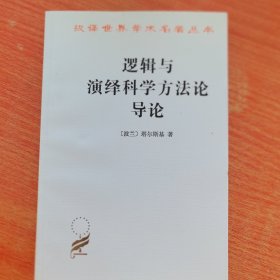 汉译世界学术名著丛书
逻辑与
演绎科学方法论
导论
〔波兰〕塔尔斯基 著